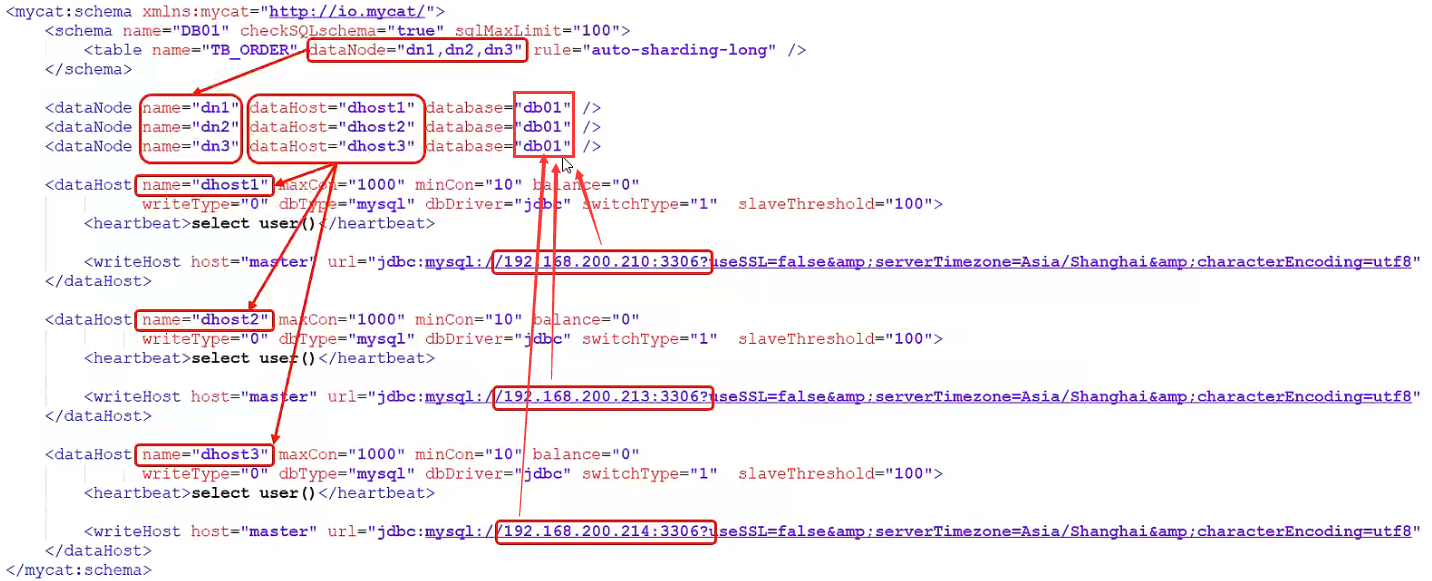 <mycat:schema xmlns:mycat="http://io.mycat/">
<schema name="DB01" checkSQLschema="true" sqlMaxLimit="100">
<table name="TB_ORDER" dataNode="dn1,dn2,dn3" rule="auto-sharding-long" />
</schema>
<dataNode name="dn1" dataHost="dhost1" database="db01" />
<dataNode name="dn2" dataHost="dhost2" database="db01" />
<dataNode name="dn3" dataHost="dhost3" database="db01" />
<dataHost name="dhost1" maxCon="1000" minCon="10" balance="0"
writeType="0" dbType="mysql" dbDriver="jdbc" switchType="1" slaveThreshold="100">
<heartbeat>select user()</heartbeat>
<writeHost host="master" url="jdbc:mysql://192.168.200.210:3306?useSSL=false&amp;serverTimezone=Asia/Shanghai&amp;characterEncoding=utf8"
</dataHost>
<dataHost name="dhost2" maxCon="1000" minCon="10" balance="0"
writeType="0" dbType="mysql" dbDriver="jdbc" switchType="1" slaveThreshold="100">
<heartbeat>select user()</heartbeat>
<writeHost host="master" url="jdbc:mysql://192.168.200.213:3306?useSSL=false&amp;serverTimezone=Asia/Shanghai&amp;characterEncoding=utf8"
</dataHost>
<dataHost name="dhost3" maxCon="1000" minCon="10" balance="0"
writeType="0" dbType="mysql" dbDriver="jdbc" switchType="1" slaveThreshold="100">
<heartbeat>select user()</heartbeat>
<writeHost host="master" url="jdbc:mysql://192.168.200.214:3306?useSSL=false&amp;serverTimezone=Asia/Shanghai&amp;characterEncoding=utf8"
</dataHost>
</mycat:schema>